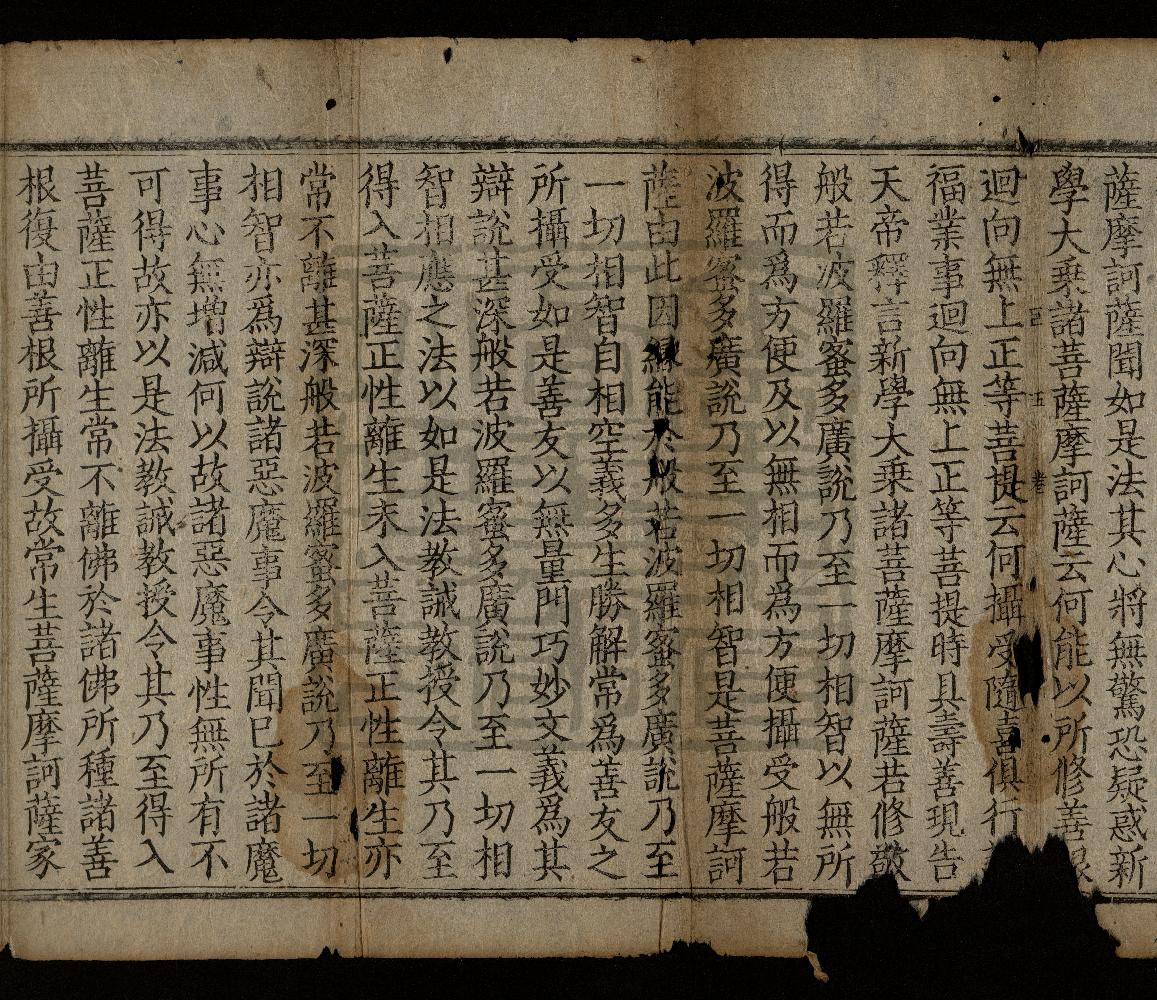 薩摩訶薩聞如是法其心將無驚恐疑惑新
學大乗諸菩薩摩訶薩云何能以所修善根
迴向無上正等菩提云何攝受隨喜俱行
福業事迴向無上正等菩提時具壽善現告
天帝釋言新學大乗諸菩薩摩訶薩若修
般若波羅蜜多廣說乃至一切相智以無所
得而爲方便及以無相而爲方便攝受般若
波羅蜜多廣說乃至一切相智是菩薩摩訶
薩由此因緣能於般若波羅蜜多廣說乃至
一切相智自相空義多生勝解常爲善友之
所攝受如是善友以無量門巧妙文義爲其
辯說甚深般若波羅蜜多廣說乃至一切相
智相應之法以如是法教誡教授令其乃至
得入菩薩正性離生未入菩薩正性離生亦
常不離甚深般若波羅蜜多廣說乃至一切
相智亦爲辯說諸惡魔事令其聞已於諸魔
事心無增減何以故諸惡魔事性無所有不
可得故亦以是法教誡教授令其乃至得入
菩薩正性離生常不離佛於諸佛所種諸善
根復由善根所攝受故常生菩薩摩訶薩家